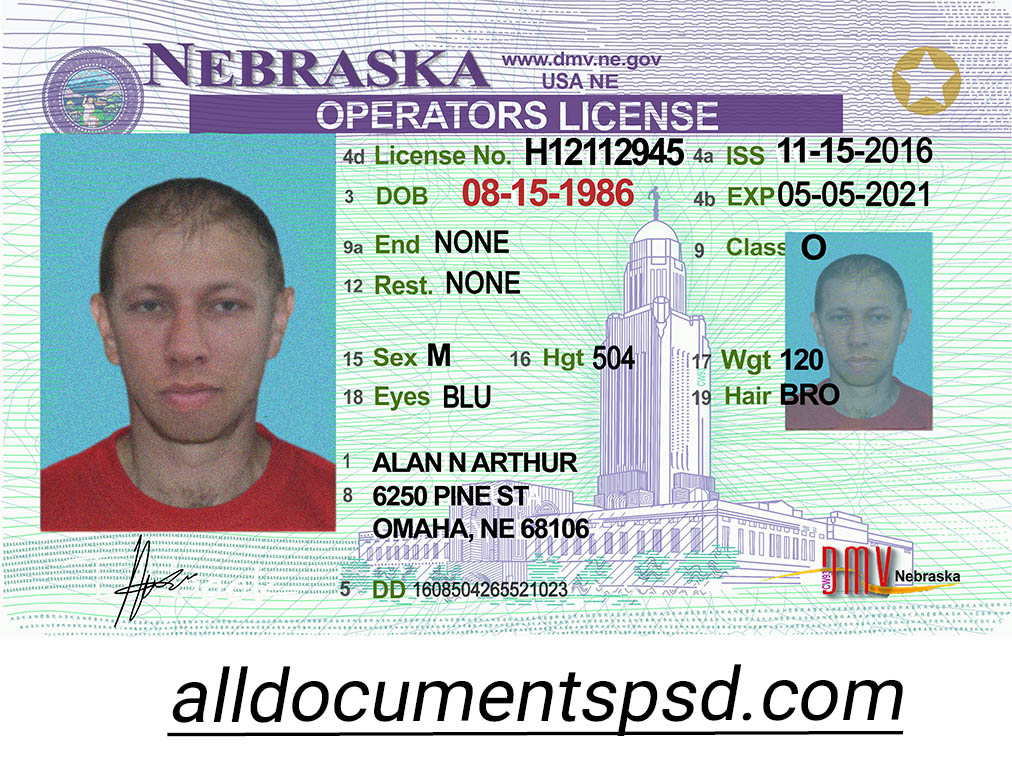 NEBRASKA www.dmv.ne.gov
USA NE
OPERATORS LICENSE
4d License No. H12112945 4a ISS 11-15-2016
3 DOB 08-15-1986 4b EXP 05-05-2021
9a End NONE 9 Class O
12 Rest. NONE
15 Sex M 16 Hgt 504 17 Wgt 120
18 Eyes BLU 19 Hair BRO
1 ALAN N ARTHUR
8 6250 PINE ST
OMAHA, NE 68106
DMV Nebraska
5 DD 1608504265521023
alldocumentspsd.com